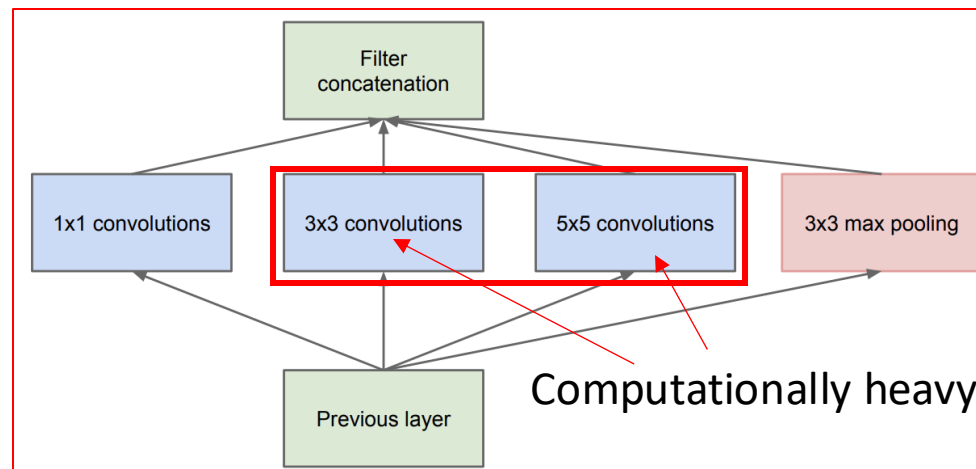 Filter
concatenation
1x1 convolutions
3x3 convolutions
5x5 convolutions
3x3 max pooling
Computationally heavy
Previous layer